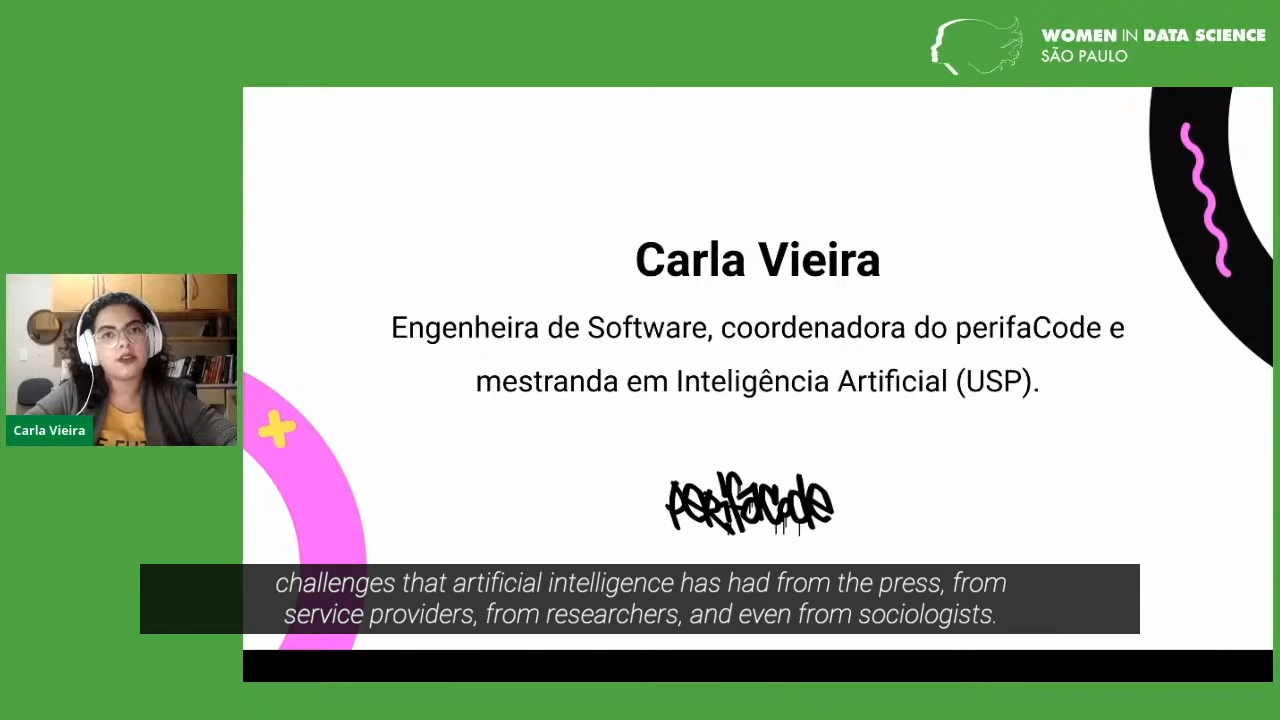 WOMEN IN DATA SCIENCE
SÃO PAULO
Carla Vieira
Engenheira de Software, coordenadora do perifaCode e
mestranda em Inteligência Artificial (USP).
Carla Vieira
perifacode
challenges that artificial intelligence has had from the press, from
service providers, from researchers, and even from sociologists.